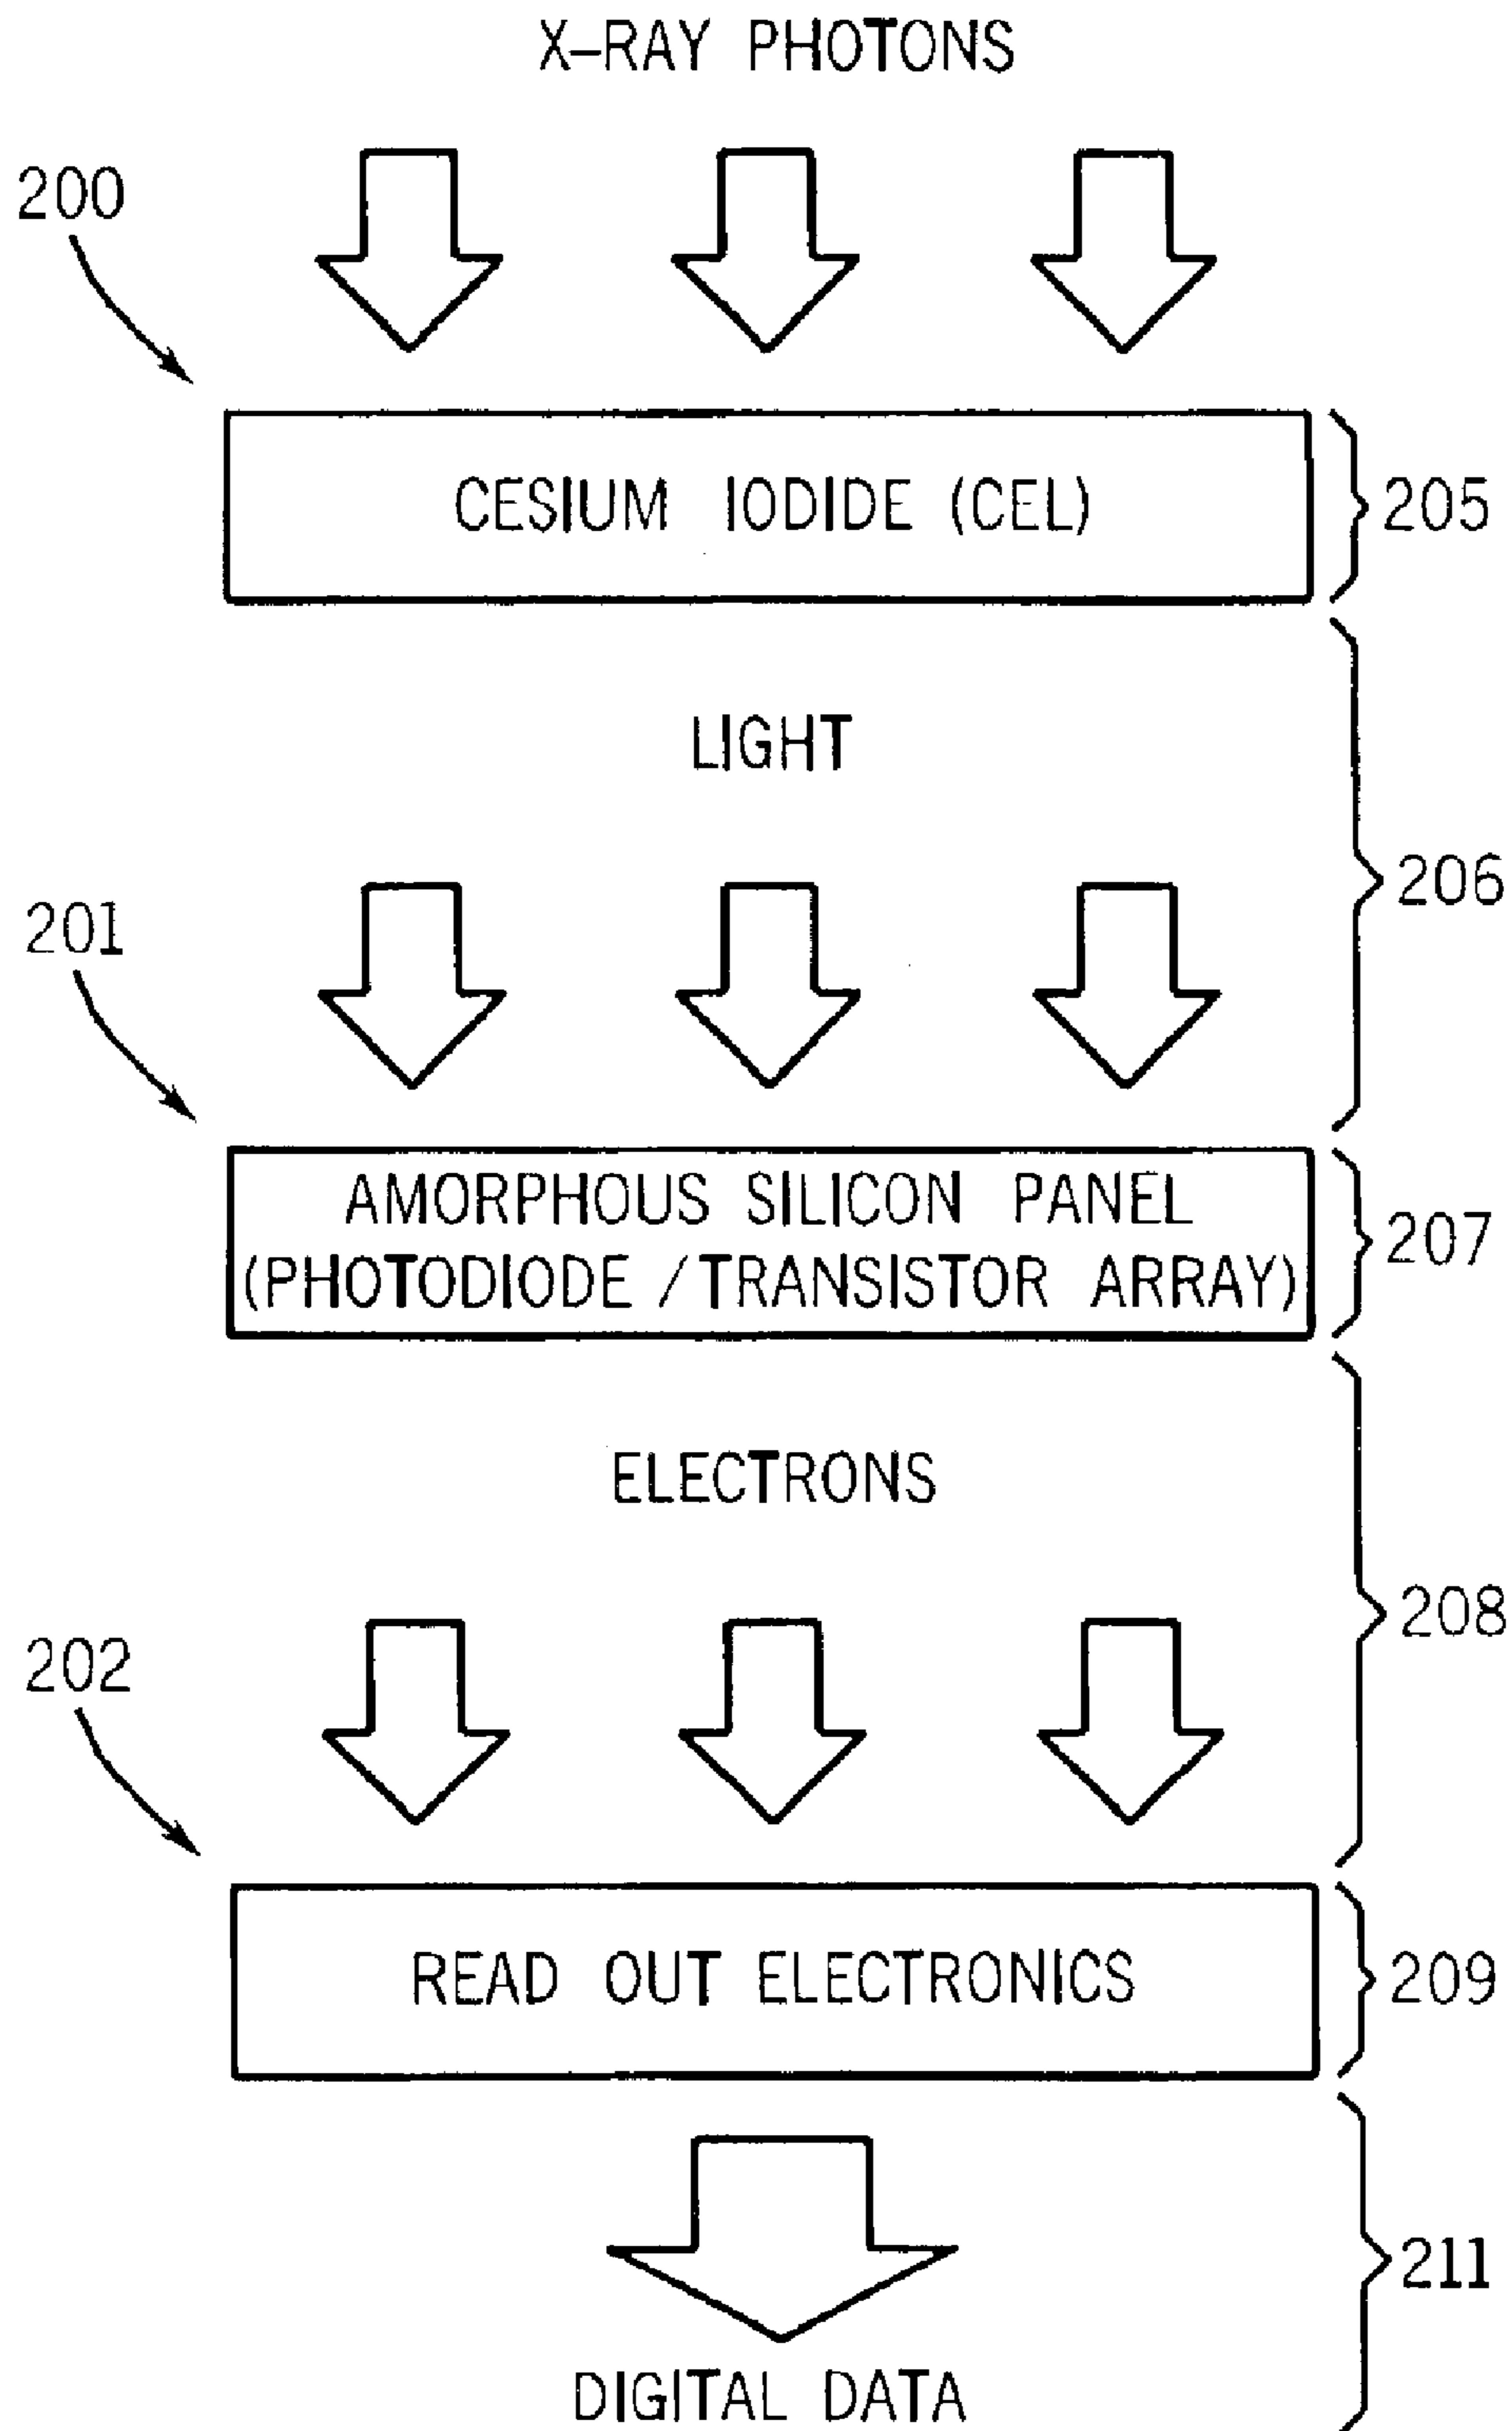 X-RAY PHOTONS
200
CESIUM IODIDE (CEL)
205
LIGHT
206
201
AMORPHOUS SILICON PANEL
(PHOTODIODE / TRANSISTOR ARRAY)
207
ELECTRONS
208
202
READ OUT ELECTRONICS
209
211
DIGITAL DATA